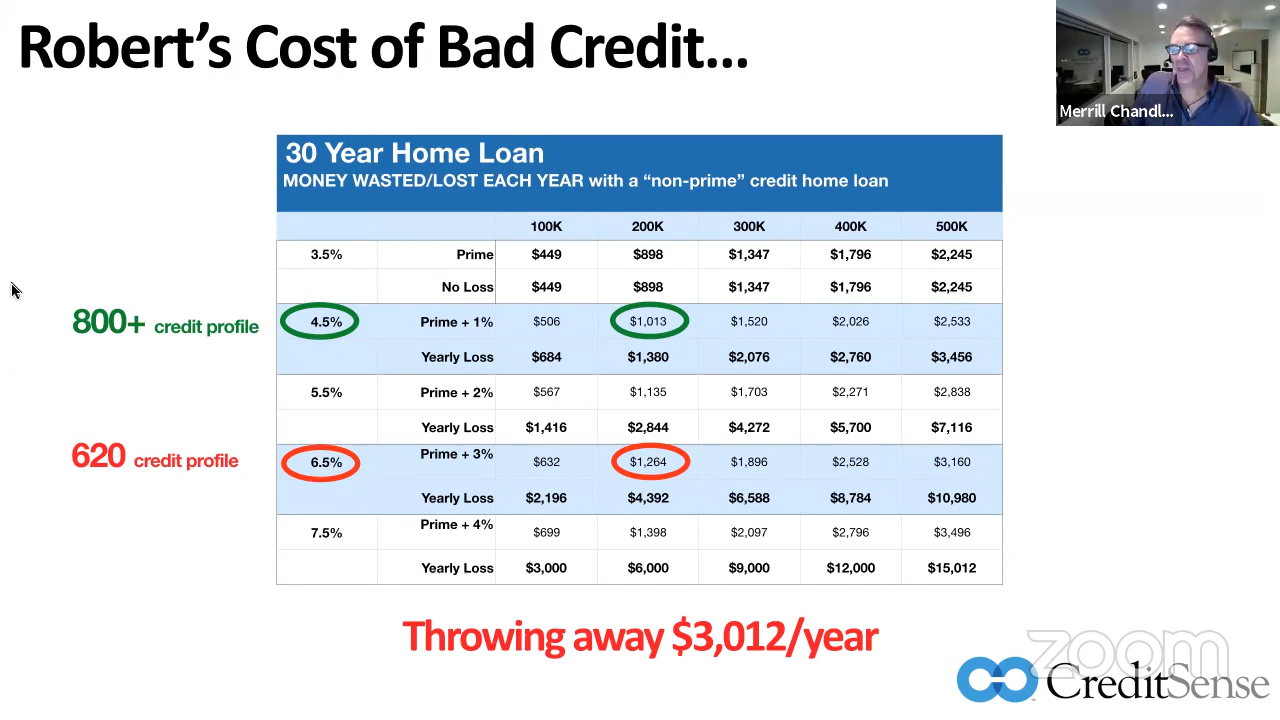 Robert's Cost of Bad Credit...
Merrill Chandl...
30 Year Home Loan
MONEY WASTED/LOST EACH YEAR with a "non-prime" credit home loan
100K 200K 300K 400K 500K
3.5% Prime $449 $898 $1,347 $1,796 $2,245
No Loss $449 $898 $1,347 $1,796 $2,245
800+ credit profile 4.5% Prime + 1% $506 $1,013 $1,520 $2,026 $2,533
Yearly Loss $684 $1,380 $2,076 $2,760 $3,456
5.5% Prime + 2% $567 $1,135 $1,703 $2,271 $2,838
Yearly Loss $1,416 $2,844 $4,272 $5,700 $7,116
620 credit profile 6.5% Prime + 3% $632 $1,264 $1,896 $2,528 $3,160
Yearly Loss $2,196 $4,392 $6,588 $8,784 $10,980
7.5% Prime + 4% $699 $1,398 $2,097 $2,796 $3,496
Yearly Loss $3,000 $6,000 $9,000 $12,000 $15,012
Throwing away $3,012/year
zoom
CreditSense